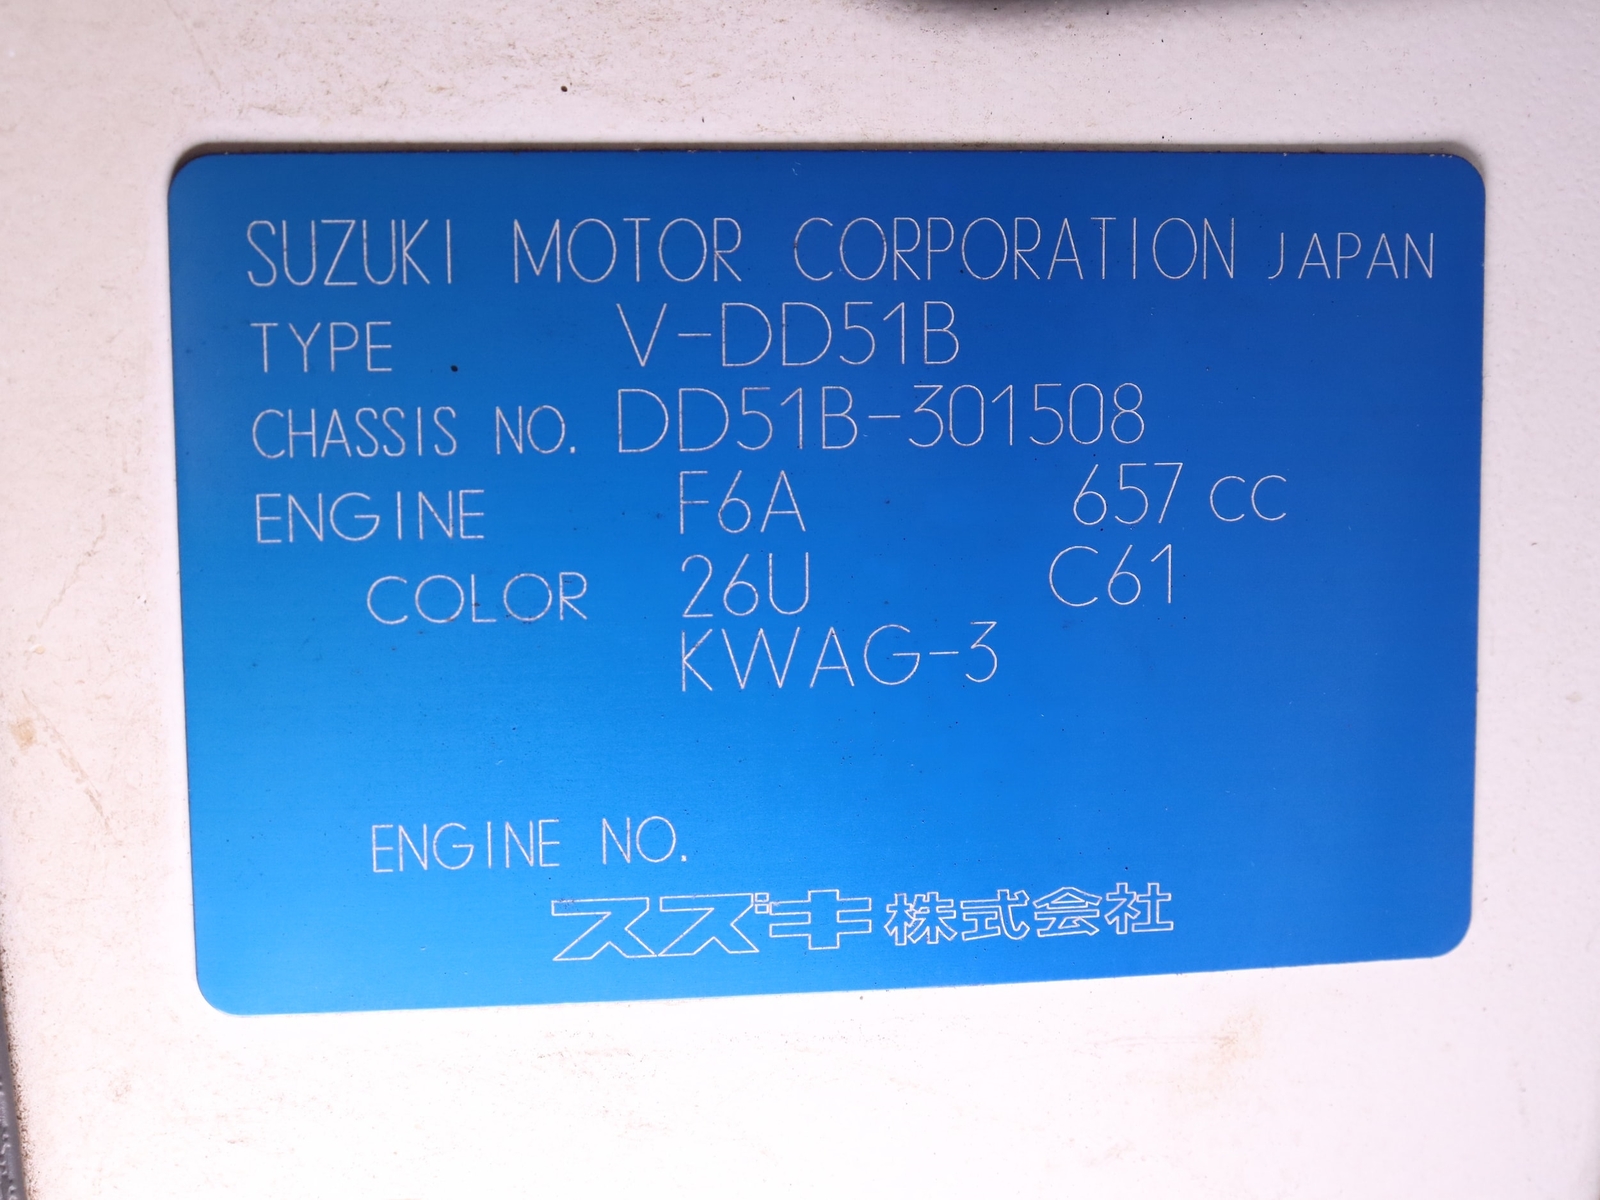 SUZUKI MOTOR CORPORATION JAPAN
TYPE V-DD51B
CHASSIS NO. DD51B-301508
ENGINE F6A 657 CC
COLOR 26U C61
KWAG-3
ENGINE NO.
スズキ株式会社